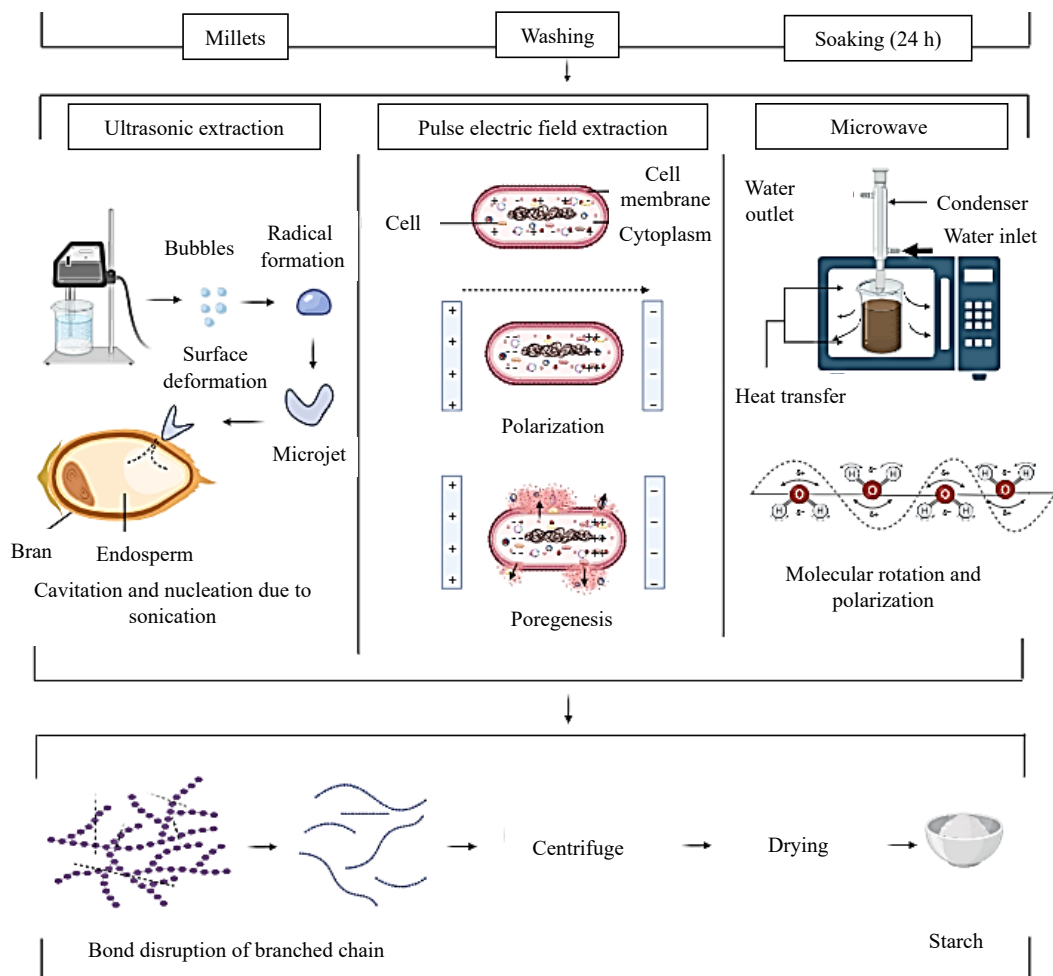 Millets
Washing
Soaking (24 h)
Ultrasonic extraction
Pulse electric field extraction
Microwave
Bubbles
Radical
formation
Surface
deformation
Microjet
Bran
Endosperm
Cavitation and nucleation due to
sonication
Cell
membrane
Cell
Cytoplasm
+
+
+
+
−
−
−
−
Polarization
+
+
+
+
−
−
−
−
Poregenesis
Water
outlet
Condenser
Water inlet
Heat transfer
δ+ H δ- H H δ- H
O O O O
H δ- H δ+ H δ- H δ+
Molecular rotation and
polarization
Centrifuge
Drying
Bond disruption of branched chain
Starch